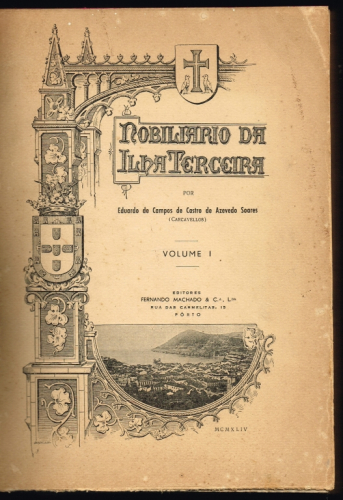 NOBILIARIO DA
ILHA TERCEIRA
POR
Eduardo de Campos de Castro de Azevedo Soares
(CARCAVELLOS)
VOLUME I
EDITORES
FERNANDO MACHADO & C.ª, L.da
RUA DAS CARMELITAS, 15
PÔRTO
MCMXLIV